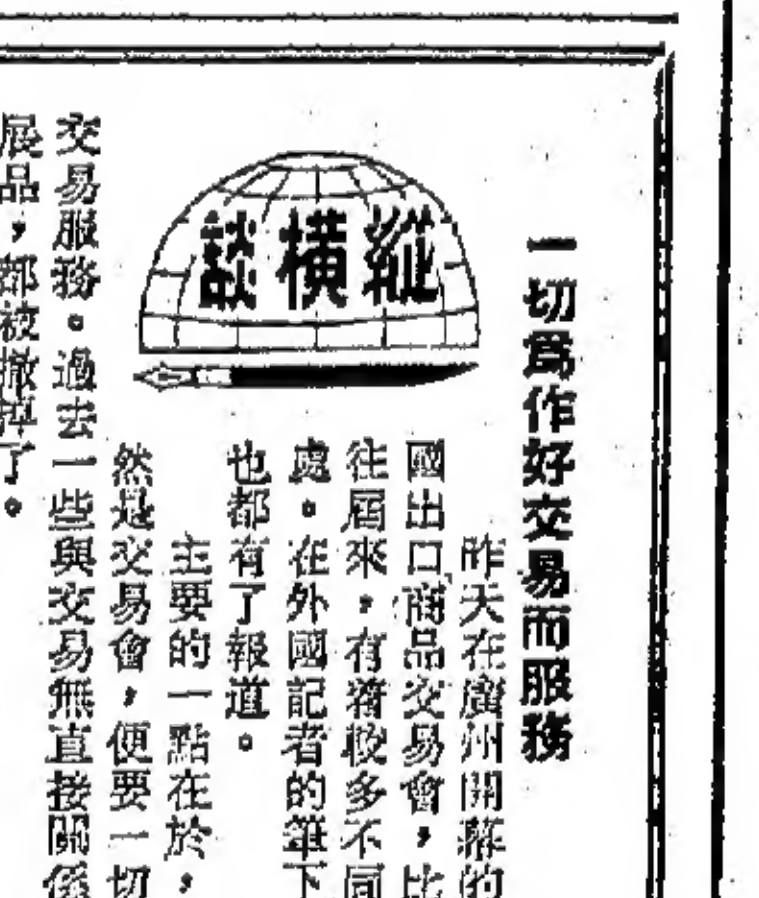 一切爲作好交易而服務
縱橫談
昨天在廣州開幕的
國出口商品交易會，比
往屆來，有着較多不同
處。在外國記者的筆下
也都有了報道。
主要的一點在於，
然是交易會，便要一切
交易服務。過去一些與交易無直接關係
展品，都被撤掉了。